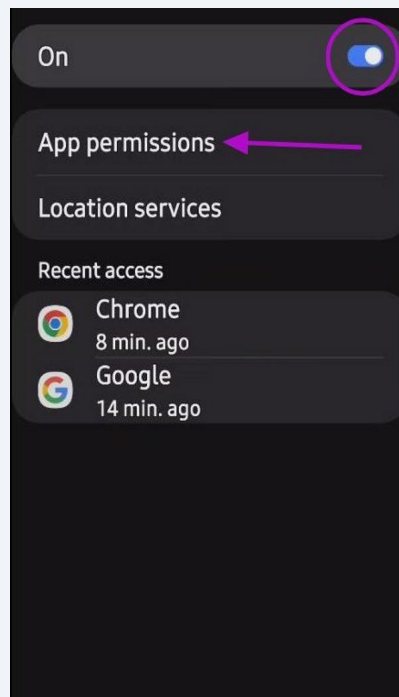 On
App permissions
Location services
Recent access
Chrome
8 min. ago
Google
14 min. ago